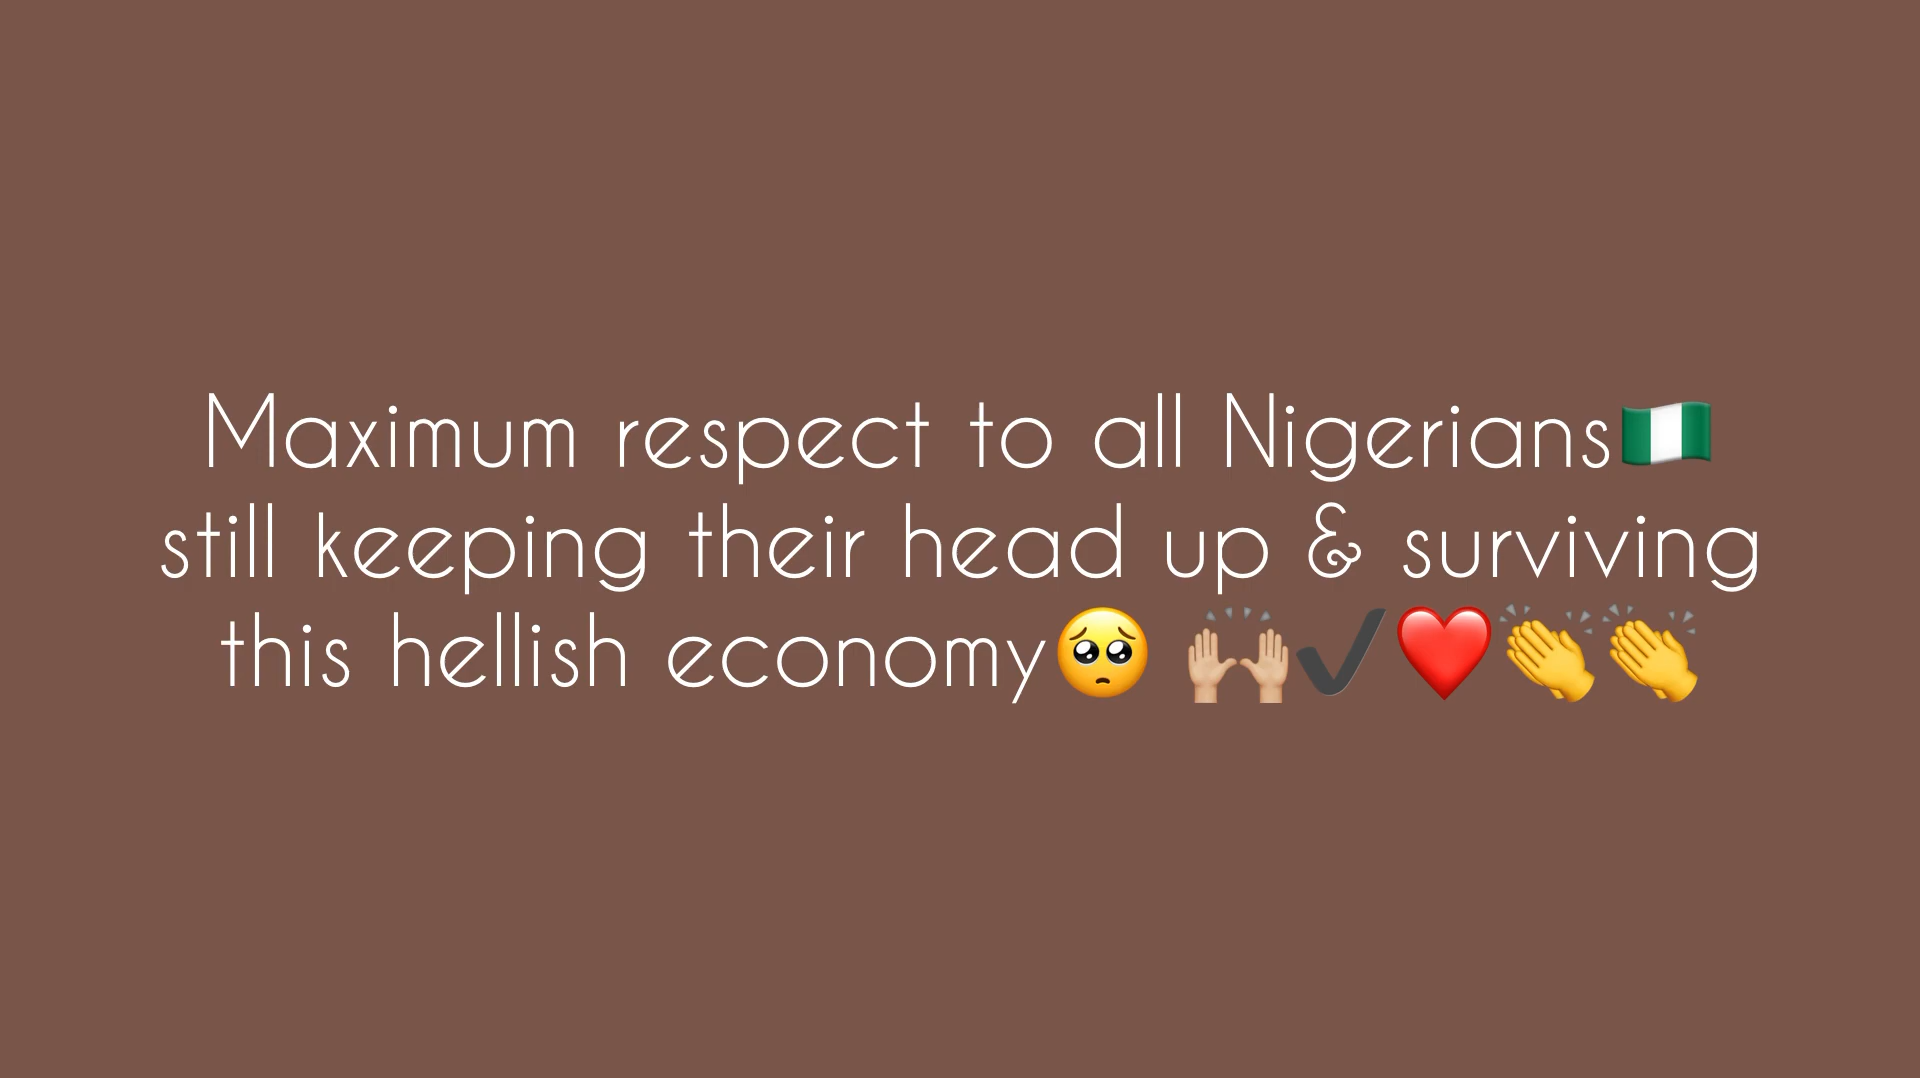 Maximum respect to all Nigerians🇳🇬
still keeping their head up & surviving
this hellish economy🥺 🙌🏼✔️❤️👏👏